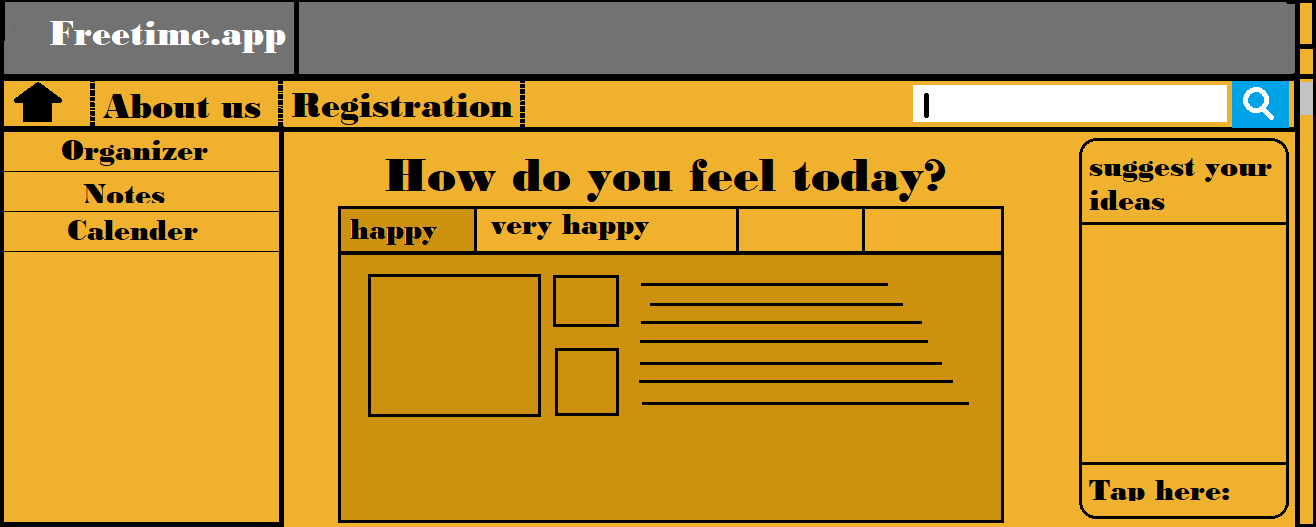 Freetime.app
About us
Registration
Organizer
Notes
Calender
How do you feel today?
happy
very happy
suggest your
ideas
Tap here: